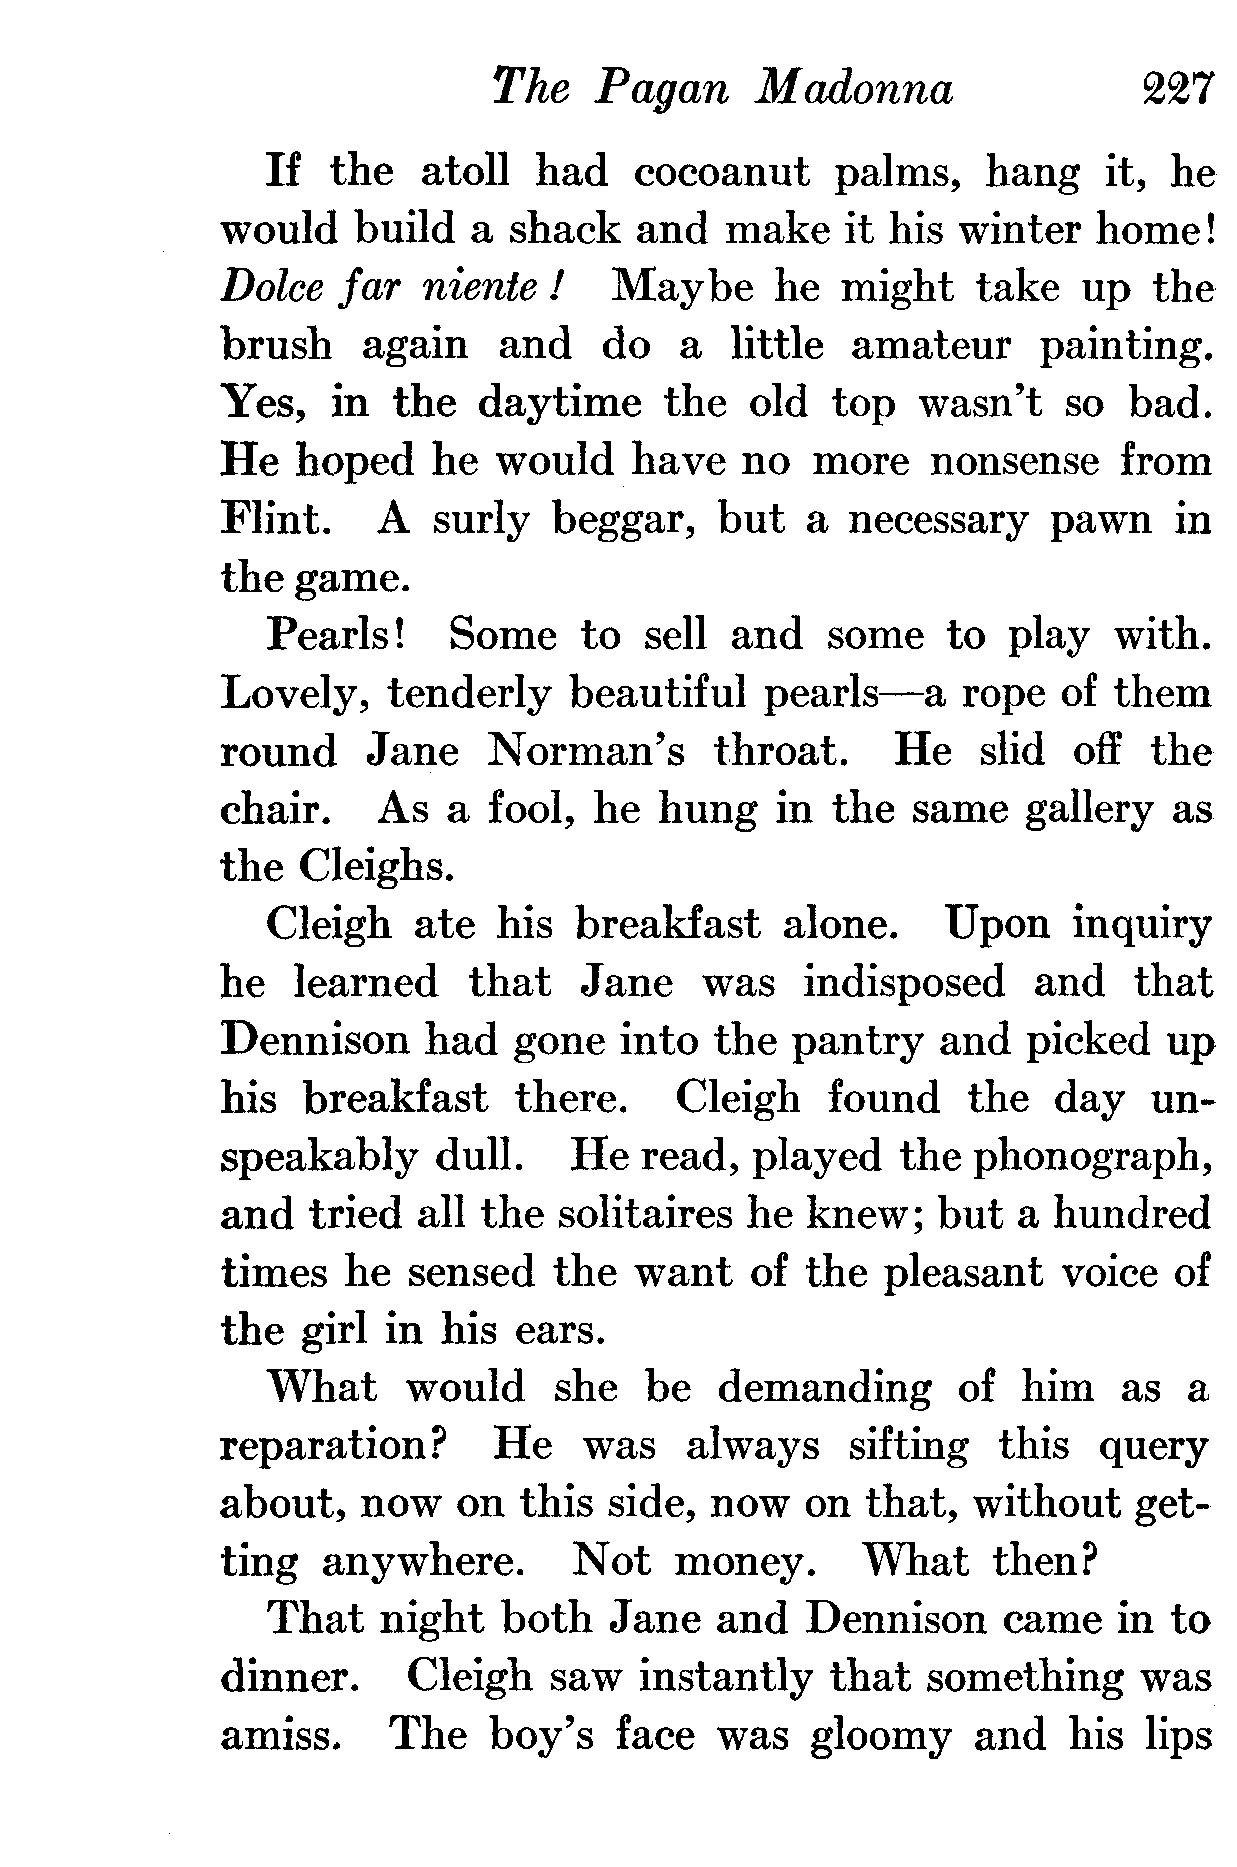 The Pagan Madonna 227
If the atoll had cocoanut palms, hang it, he
would build a shack and make it his winter home!
Dolce far niente! Maybe he might take up the
brush again and do a little amateur painting.
Yes, in the daytime the old top wasn't so bad.
He hoped he would have no more nonsense from
Flint. A surly beggar, but a necessary pawn in
the game.
Pearls! Some to sell and some to play with.
Lovely, tenderly beautiful pearls—a rope of them
round Jane Norman's throat. He slid off the
chair. As a fool, he hung in the same gallery as
the Cleighs.
Cleigh ate his breakfast alone. Upon inquiry
he learned that Jane was indisposed and that
Dennison had gone into the pantry and picked up
his breakfast there. Cleigh found the day un-
speakably dull. He read, played the phonograph,
and tried all the solitaires he knew; but a hundred
times he sensed the want of the pleasant voice of
the girl in his ears.
What would she be demanding of him as a
reparation? He was always sifting this query
about, now on this side, now on that, without get-
ting anywhere. Not money. What then?
That night both Jane and Dennison came in to
dinner. Cleigh saw instantly that something was
amiss. The boy's face was gloomy and his lips